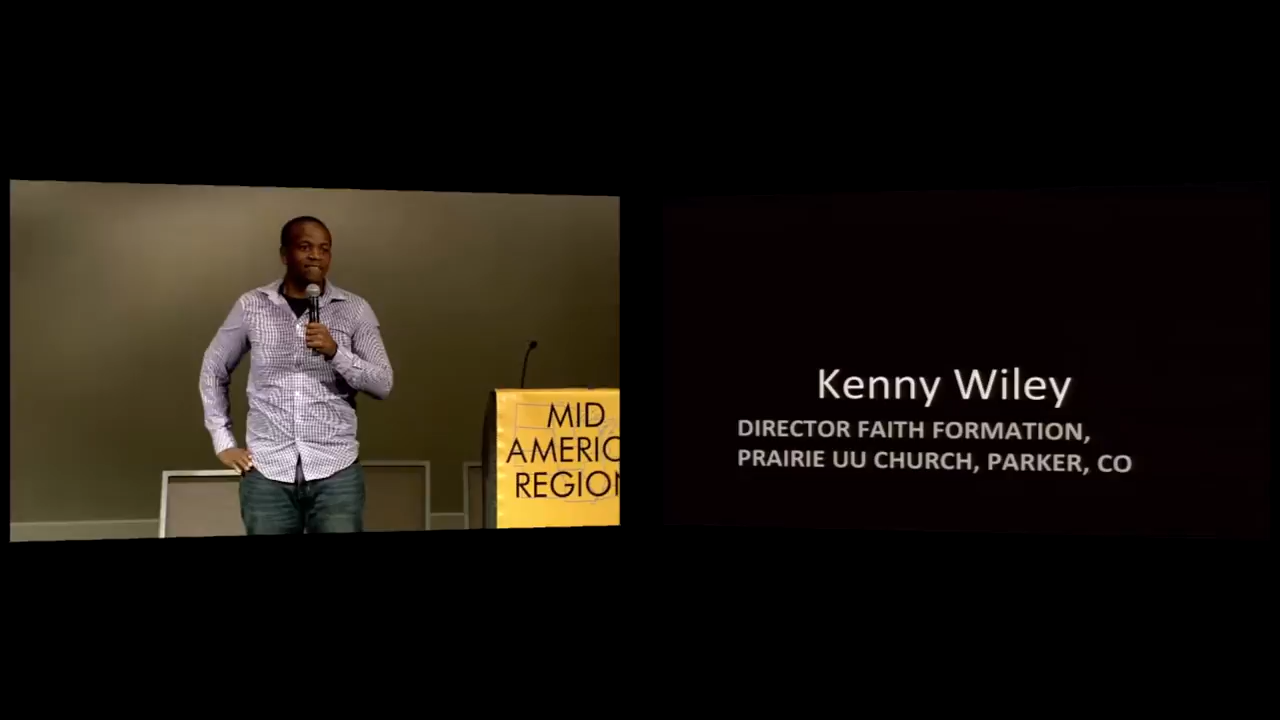 MID
AMERIC
REGION
Kenny Wiley
DIRECTOR FAITH FORMATION,
PRAIRIE UU CHURCH, PARKER, CO